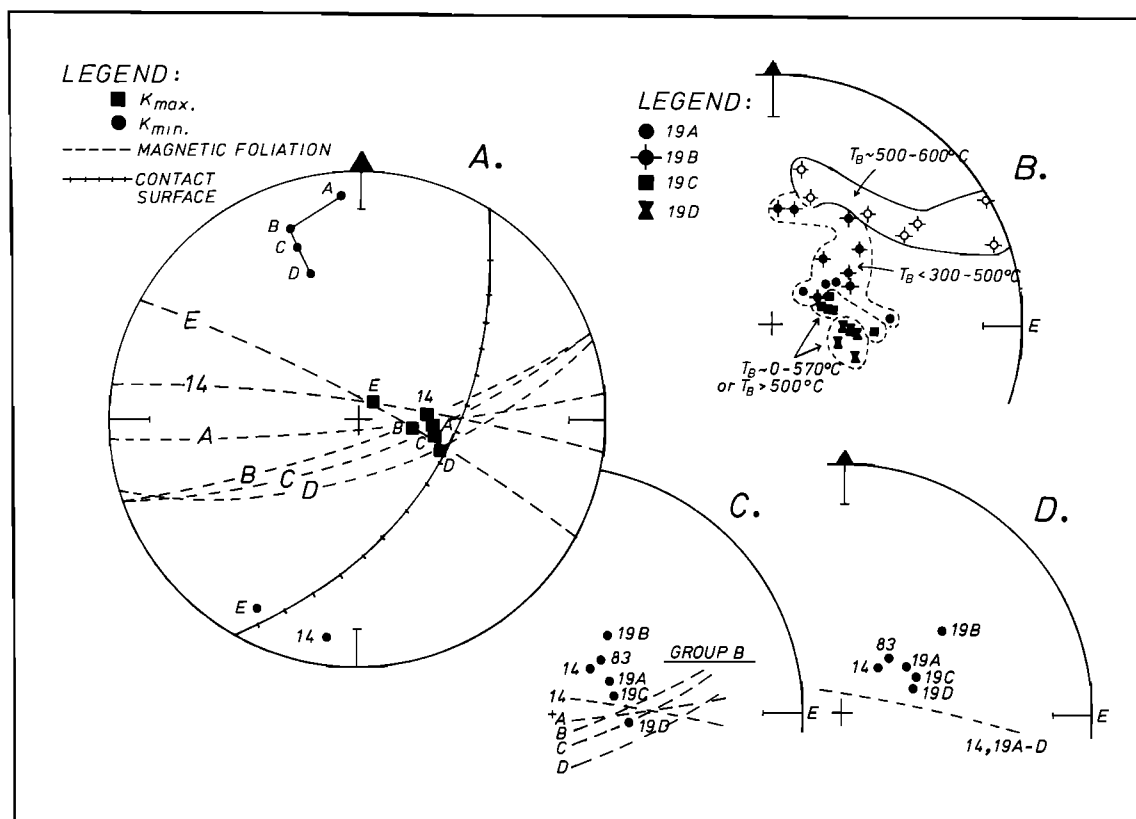 LEGEND:
Kmax.
Kmin.
MAGNETIC FOLIATION
CONTACT
SURFACE
A.
A
B
C
D
E
14
A
B
C
D
E
14
B
A
C
D
E
14
LEGEND:
19A
19B
19C
19D
B.
TB~500-600°C
TB<300-500°C
E
TB~0-570°C
or TB>500°C
C.
19B
83
14
19A
19C
19D
GROUP B
14
A
B
C
D
E
D.
19B
83
14
19A
19C
19D
E
14,19A-D